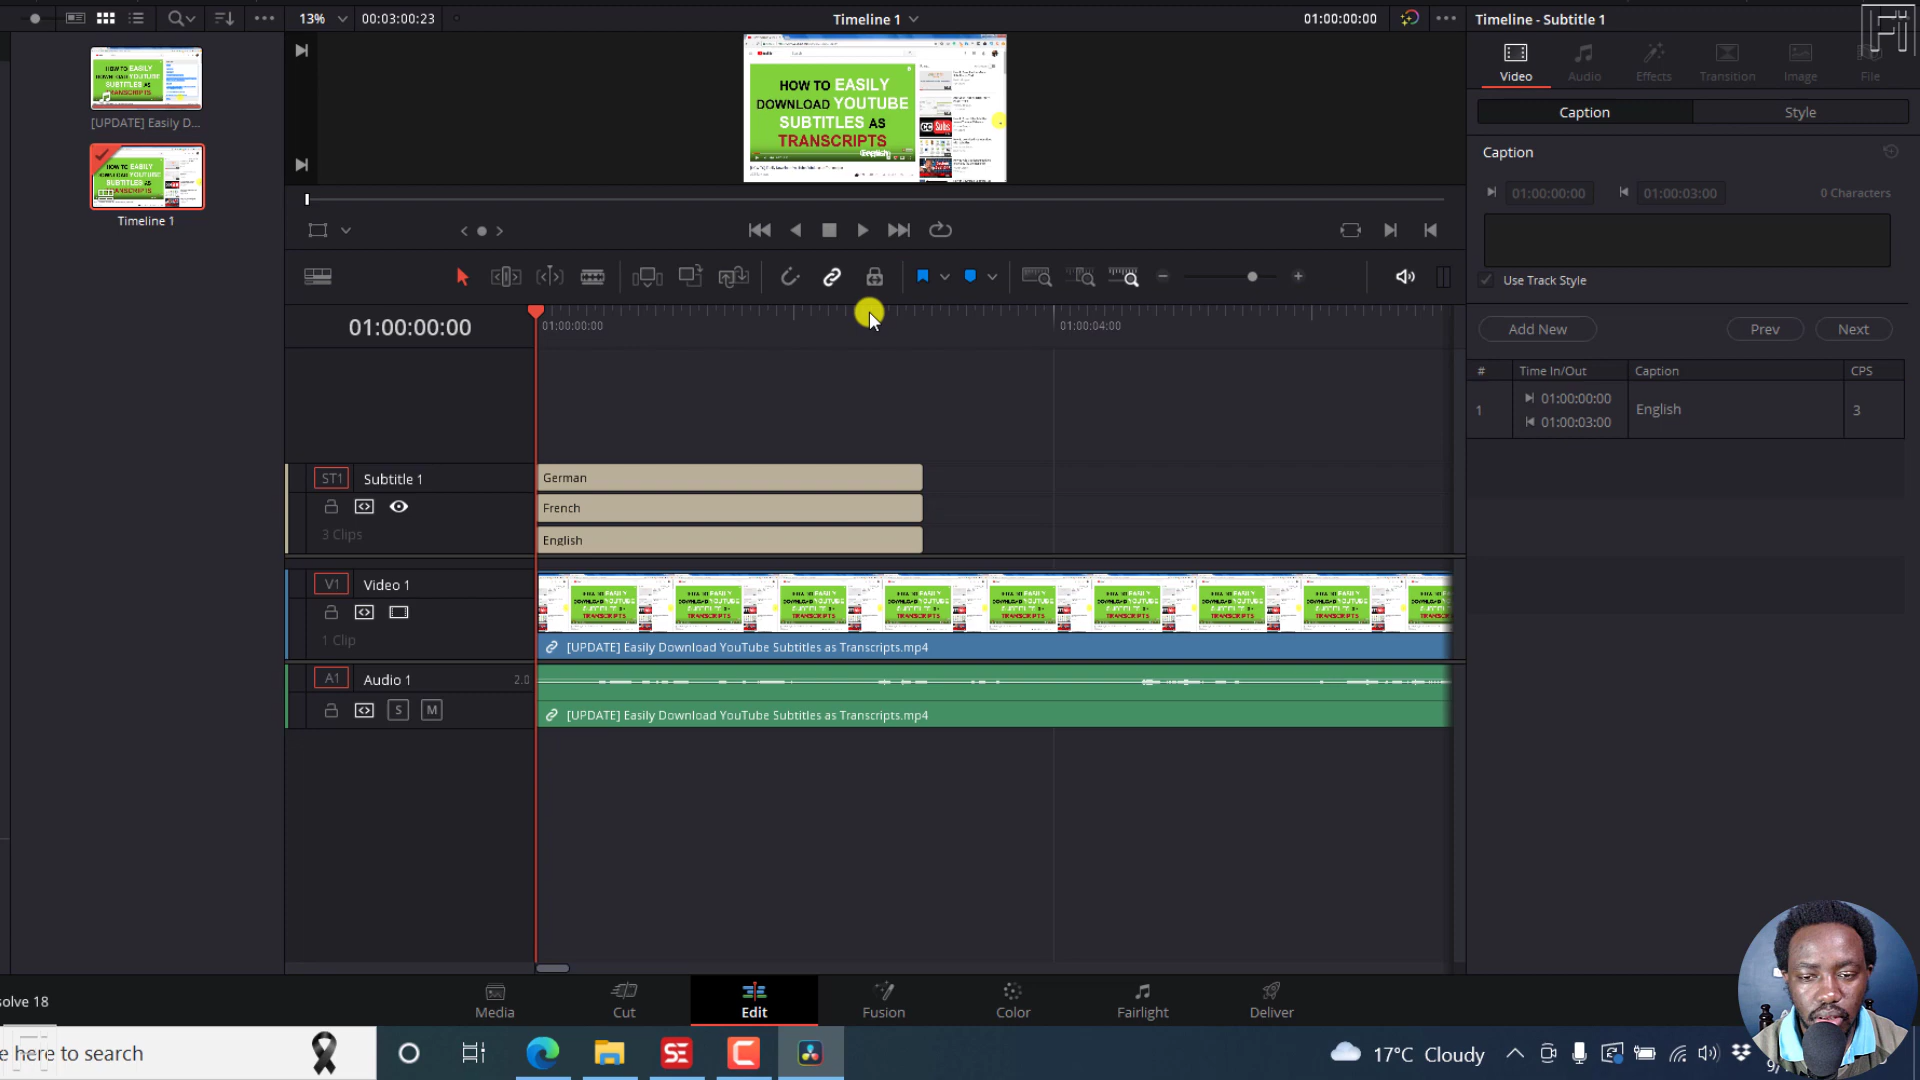 13%
00:03:00:23
Timeline 1
01:00:00:00
Timeline - Subtitle 1
Video
Audio
Effects
Transition
Image
File
Caption
Style
Caption
01:00:00:00
01:00:03:00
0 Characters
Use Track Style
Add New
Prev
Next
#
Time In/Out
Caption
CPS
1
01:00:00:00
01:00:03:00
English
3
[UPDATE] Easily D...
Timeline 1
HOW TO EASILY
DOWNLOAD YOUTUBE
SUBTITLES AS
TRANSCRIPTS
English
01:00:00:00
01:00:00:00
01:00:04:00
ST1
Subtitle 1
3 Clips
German
French
English
V1
Video 1
1 Clip
[UPDATE] Easily Download YouTube Subtitles as Transcripts.mp4
A1
Audio 1
2.0
S
M
[UPDATE] Easily Download YouTube Subtitles as Transcripts.mp4
solve 18
Media
Cut
Edit
Fusion
Color
Fairlight
Deliver
e here to search
SE
17°C Cloudy